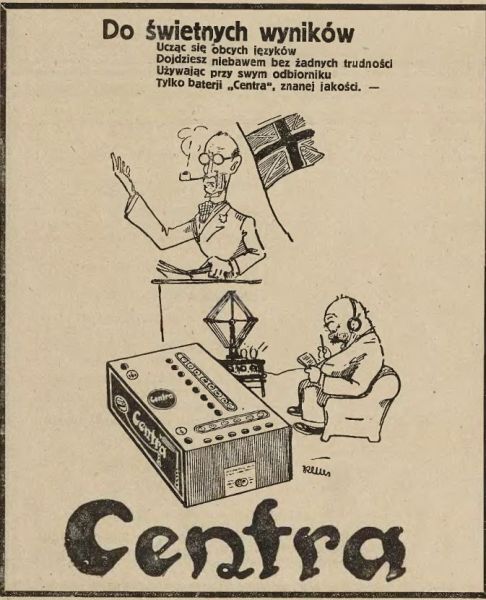 Do świetnych wyników
Ucząc się obcych języków
Dojdziesz niebawem bez żadnych trudności
Używając przy swym odbiorniku
Tylko baterji „Centra“, znanej jakości. —
Centra
Centra
Centra